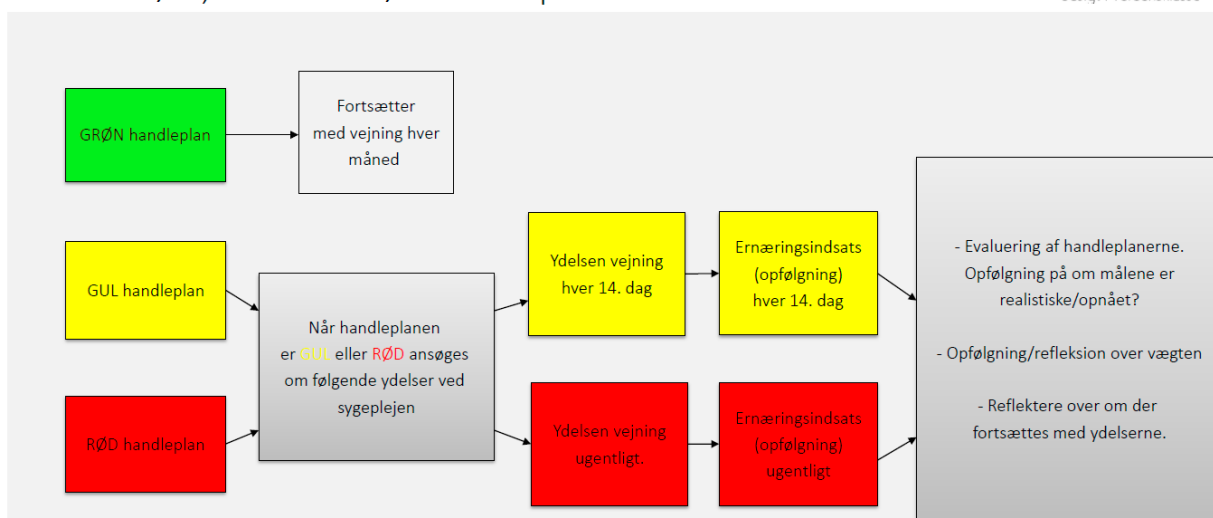 GRØN handleplan
Fortsætter
med vejning hver
måned
GUL handleplan
RØD handleplan
Når handleplanen
er GUL eller RØD ansøges
om følgende ydelser ved
sygeplejen
Ydelsen vejning
hver 14. dag
Ernæringsindsats
(opfølgning)
hver 14. dag
Ydelsen vejning
ugentligt.
Ernæringsindsats
(opfølgning)
ugentligt
- Evaluering af handleplanerne.
Opfølgning på om målene er
realistiske/opnået?
- Opfølgning/refleksion over vægten
- Reflektere over om der
fortsættes med ydelserne.